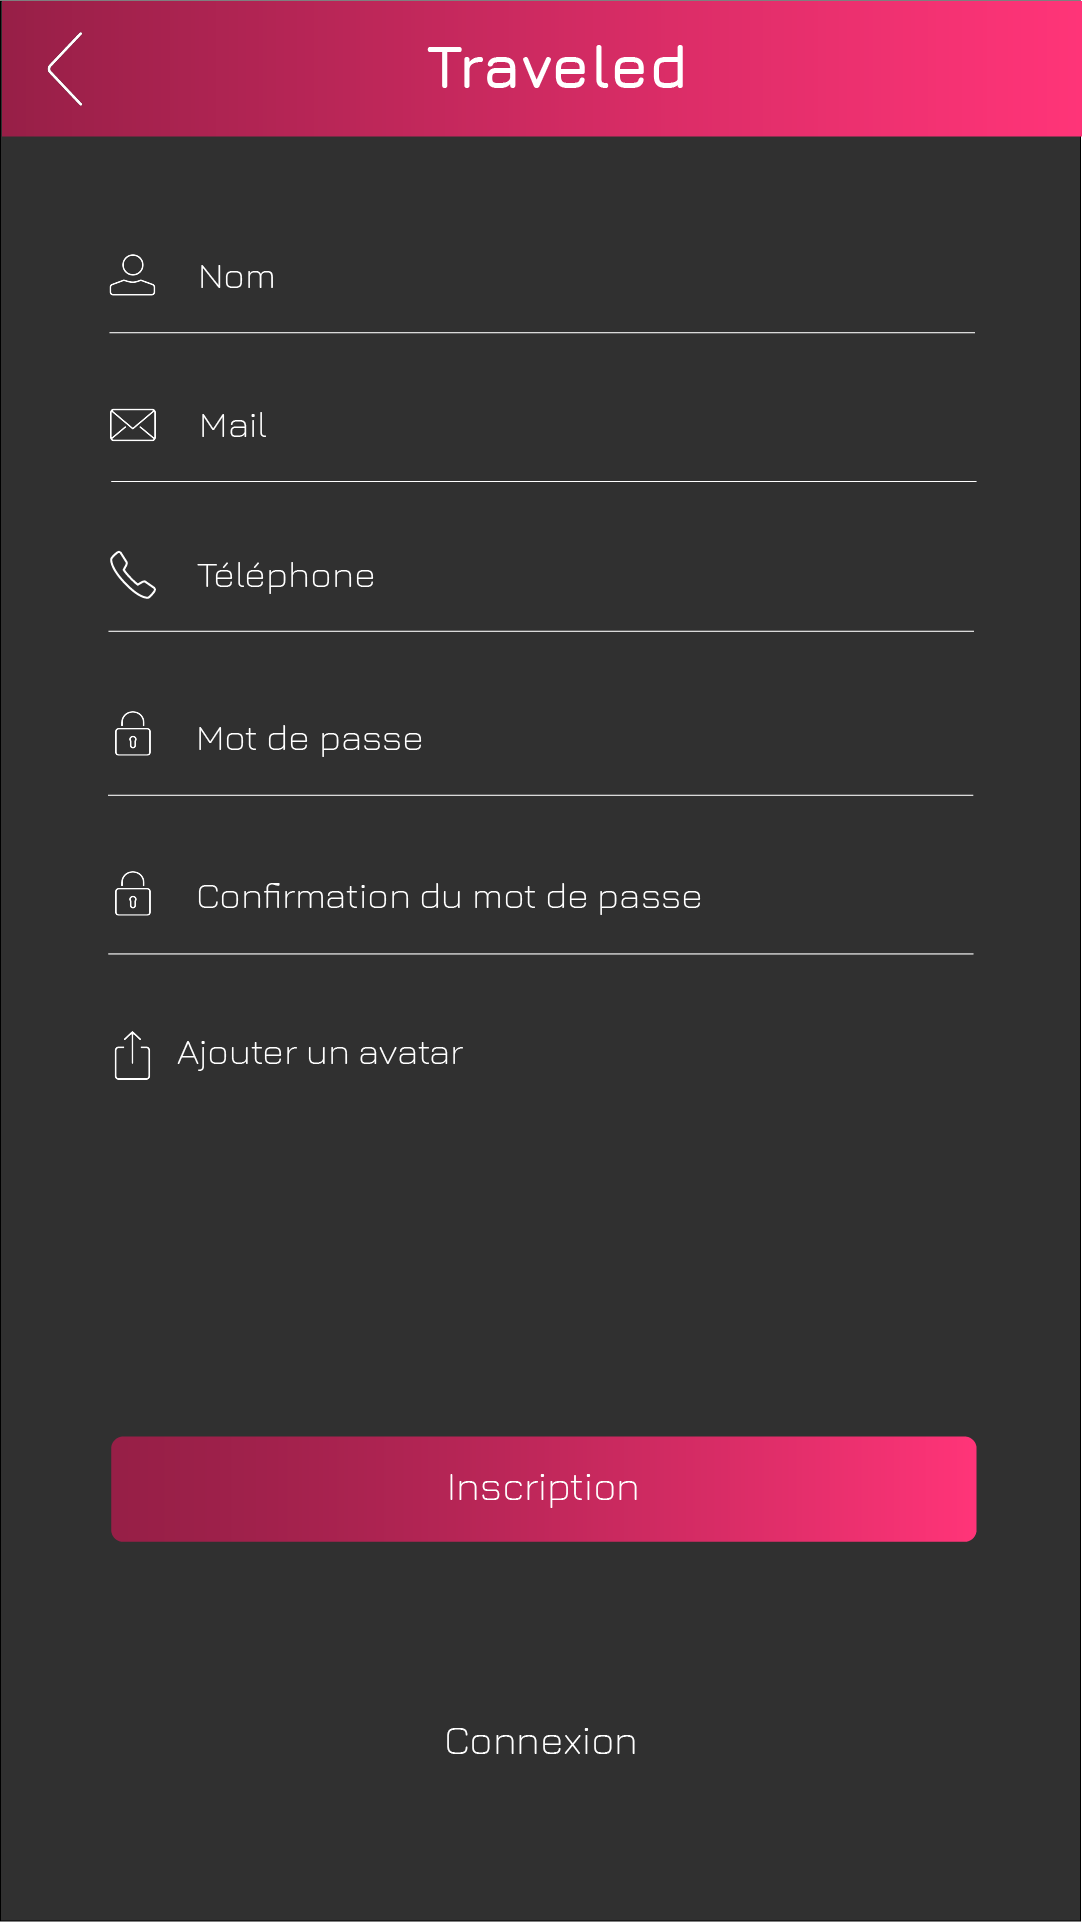 Traveled
Nom
Mail
Téléphone
Mot de passe
Confirmation du mot de passe
Ajouter un avatar
Inscription
Connexion